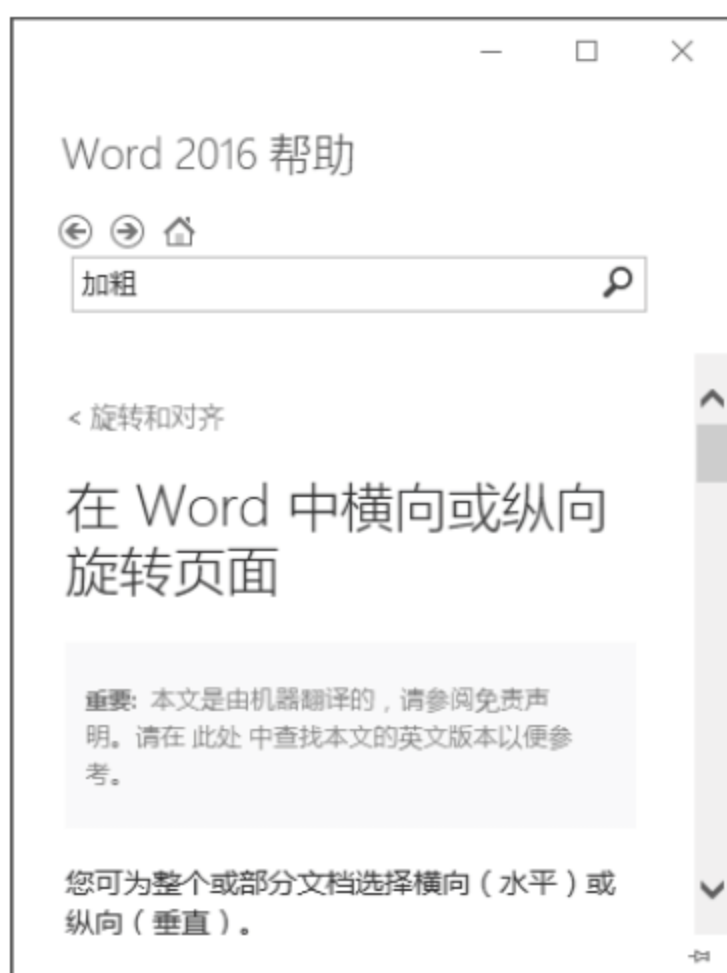 Word 2016 帮助
加粗
< 旋转和对齐
在 Word 中横向或纵向
旋转页面
重要: 本文是由机器翻译的，请参阅免责声
明。请在 此处 中查找本文的英文版本以便参
考。
您可为整个或部分文档选择横向（水平）或
纵向（垂直）。